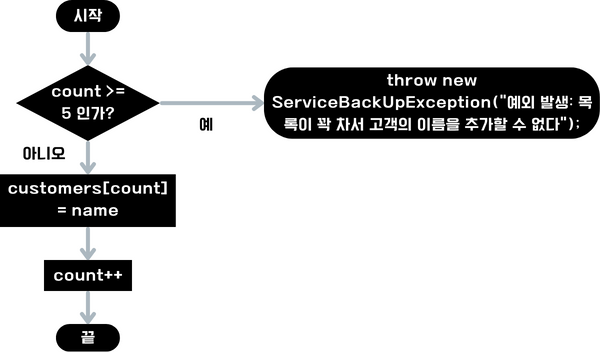 시작
count >=
5 인가?
throw new
ServiceBackUpException("예외 발생: 목
록이 꽉 차서 고객의 이름을 추가할 수 없다");
예
아니오
customers[count]
= name
count++
끝